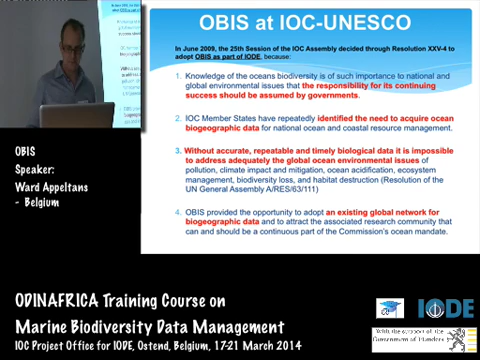 OBIS at IOC-UNESCO
In June 2009, the 25th Session of the IOC Assembly decided through Resolution XXV-4 to
adopt OBIS as part of IODE, because:
1. Knowledge of the oceans biodiversity is of such importance to national and
global environmental issues that the responsibility for its continuing
success should be assumed by governments.
2. IOC Member States have repeatedly identified the need to acquire ocean
biogeographic data for national ocean and coastal resource management.
3. Without accurate, repeatable and timely biological data it is impossible
to address adequately the global ocean environmental issues of
pollution, climate impact and mitigation, ocean acidification, ecosystem
management, biodiversity loss, and habitat destruction (Resolution of the
UN General Assembly A/RES/63/111)
4. OBIS provided the opportunity to adopt an existing global network for
biogeographic data and to attract the associated research community that
can and should be a continuous part of the Commission's ocean mandate.
OBIS
Speaker:
Ward Appeltans
- Belgium
ODINAFRICA Training Course on
Marine Biodiversity Data Management
IOC Project Office for IODE, Ostend, Belgium, 17-21 March 2014
IODE
With the support of the
Government of Flanders